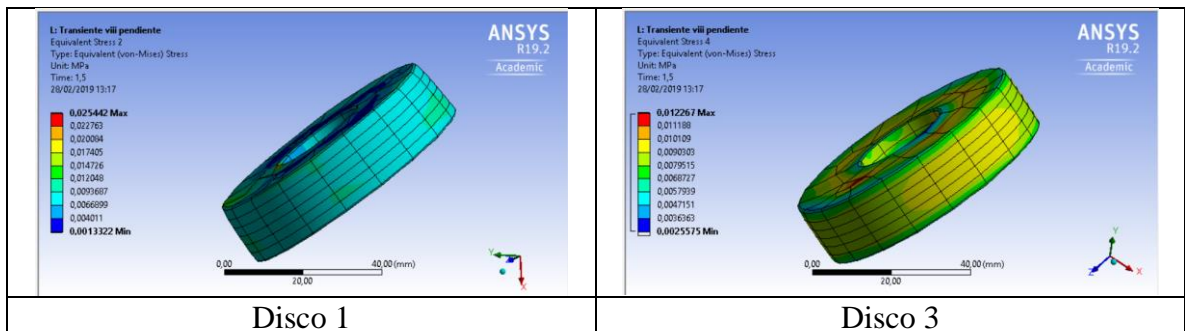 L: Transiente viii pendiente
Equivalent Stress 2
Type: Equivalent (von-Mises) Stress
Unit: MPa
Time: 1,5
28/02/2019 13:17
0,025442 Max
0,022763
0,020084
0,017405
0,014726
0,012048
0,0093687
0,0066899
0,004011
0,0013322 Min
ANSYS
R19.2
Academic
0,00
40,00 (mm)
20,00
Y
X
Disco 1
L: Transiente viii pendiente
Equivalent Stress 4
Type: Equivalent (von-Mises) Stress
Unit: MPa
Time: 1,5
28/02/2019 13:17
0,012267 Max
0,011188
0,010109
0,0090303
0,0079515
0,0068727
0,0057939
0,0047151
0,0036363
0,0025575 Min
ANSYS
R19.2
Academic
0,00
40,00 (mm)
20,00
Y
Z
X
Disco 3